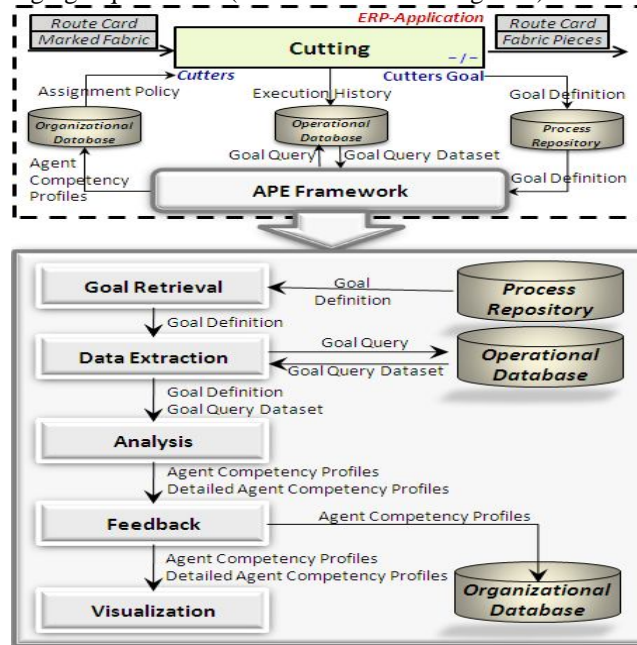 ERP-Application
Route Card
Marked Fabric
Cutting
Route Card
Fabric Pieces
- / -
Cutters
Cutters Goal
Assignment Policy
Execution History
Goal Definition
Organizational
Database
Operational
Database
Process
Repository
Agent
Competency
Profiles
Goal Query
Goal Query Dataset
Goal Definition
APE Framework
Goal Retrieval
Goal
Definition
Process
Repository
Goal Definition
Data Extraction
Goal Query
Goal Query Dataset
Operational
Database
Goal Definition
Goal Query Dataset
Analysis
Agent Competency Profiles
Detailed Agent Competency Profiles
Feedback
Agent Competency Profiles
Agent Competency Profiles
Detailed Agent Competency Profiles
Organizational
Database
Visualization